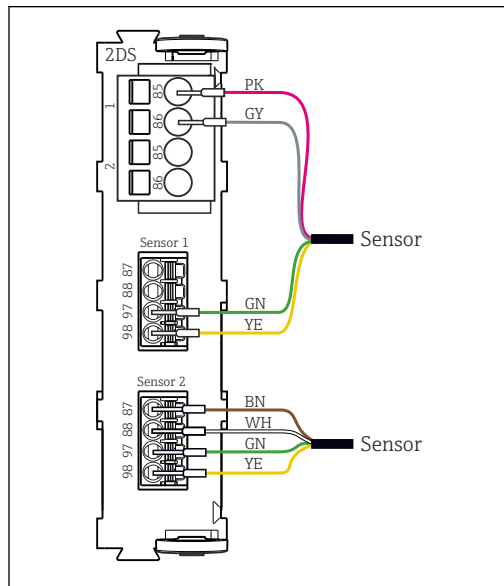 2DS
1
85
PK
86
GY
2
85
86
Sensor
Sensor 1
87
88
97
GN
98
YE
Sensor 2
87
BN
88
WH
Sensor
97
GN
98
YE